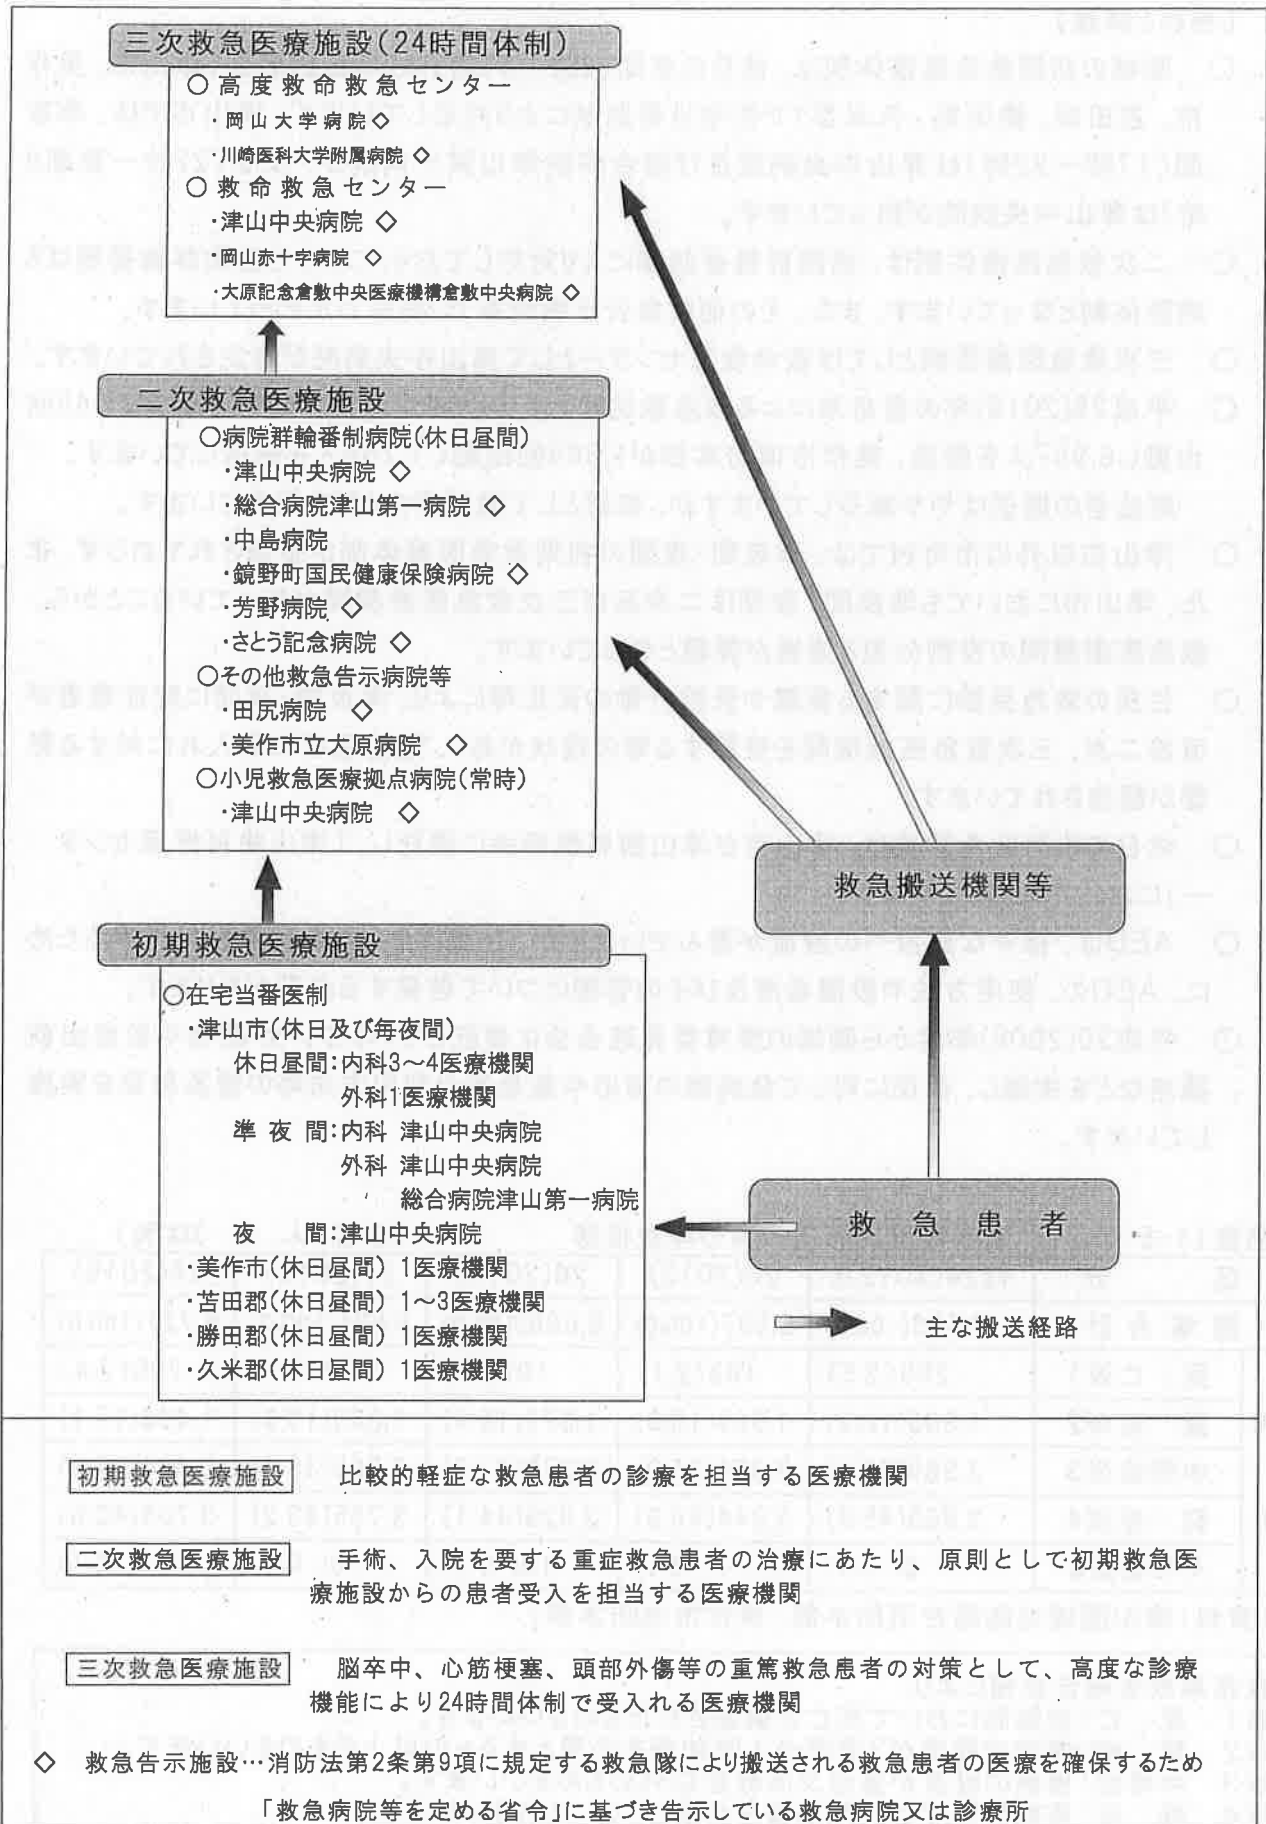 三次救急医療施設(24時間体制)
○高度救命救急センター
・岡山大学病院◇
・川崎医科大学附属病院 ◇
○救命救急センター
・津山中央病院 ◇
・岡山赤十字病院 ◇
・大原記念倉敷中央医療機構倉敷中央病院 ◇
二次救急医療施設
○病院群輪番制病院(休日昼間)
・津山中央病院 ◇
・総合病院津山第一病院 ◇
・中島病院
・鏡野町国民健康保険病院 ◇
・芳野病院 ◇
・さとう記念病院 ◇
○その他救急告示病院等
・田尻病院 ◇
・美作市立大原病院 ◇
○小児救急医療拠点病院(常時)
・津山中央病院 ◇
救急搬送機関等
初期救急医療施設
○在宅当番医制
・津山市(休日及び毎夜間)
休日昼間:内科3～4医療機関
外科1医療機関
準夜間:内科 津山中央病院
外科 津山中央病院
総合病院津山第一病院
夜間:津山中央病院
・美作市(休日昼間) 1医療機関
・苫田郡(休日昼間) 1～3医療機関
・勝田郡(休日昼間) 1医療機関
・久米郡(休日昼間) 1医療機関
救急患者
主な搬送経路
初期救急医療施設 比較的軽症な救急患者の診療を担当する医療機関
二次救急医療施設 手術、入院を要する重症救急患者の治療にあたり、原則として初期救急医
療施設からの患者受入を担当する医療機関
三次救急医療施設 脳卒中、心筋梗塞、頭部外傷等の重篤救急患者の対策として、高度な診療
機能により24時間体制で受入れる医療機関
◇ 救急告示施設…消防法第2条第9項に規定する救急隊により搬送される救急患者の医療を確保するため
「救急病院等を定める省令」に基づき告示している救急病院又は診療所